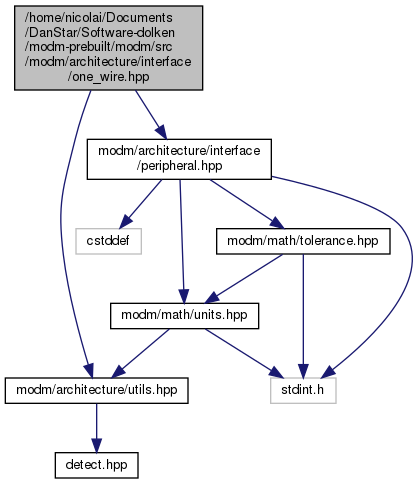 /home/nicolai/Documents
/DanStar/Software-dolken
/modm-prebuilt/modm/src
/modm/architecture/interface
/one_wire.hpp
modm/architecture/interface
/peripheral.hpp
cstddef
modm/math/tolerance.hpp
modm/math/units.hpp
modm/architecture/utils.hpp
stdint.h
detect.hpp